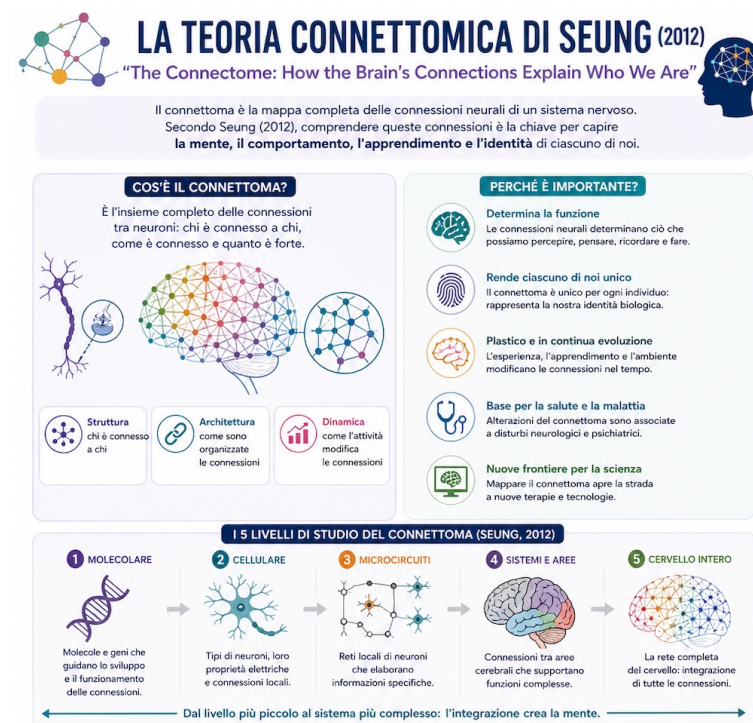 LA TEORIA CONNETTOMICA DI SEUNG (2012)
“The Connectome: How the Brain’s Connections Explain Who We Are”
Il connettoma è la mappa completa delle connessioni neurali di un sistema nervoso.
Secondo Seung (2012), comprendere queste connessioni è la chiave per capire
la mente, il comportamento, l'apprendimento e l'identità di ciascuno di noi.
COS'È IL CONNETTOMA?
È l'insieme completo delle connessioni
tra neuroni: chi è connesso a chi,
come è connesso e quanto è forte.
Struttura
chi è connesso
a chi
Architettura
come sono
organizzate
le connessioni
Dinamica
come l'attività
modifica
le connessioni
PERCHÉ È IMPORTANTE?
Determina la funzione
Le connessioni neurali determinano ciò che
possiamo percepire, pensare, ricordare e fare.
Rende ciascuno di noi unico
Il connettoma è unico per ogni individuo:
rappresenta la nostra identità biologica.
Plastico e in continua evoluzione
L'esperienza, l'apprendimento e l'ambiente
modificano le connessioni nel tempo.
Base per la salute e la malattia
Alterazioni del connettoma sono associate
a disturbi neurologici e psichiatrici.
Nuove frontiere per la scienza
Mappare il connettoma apre la strada
a nuove terapie e tecnologie.
I 5 LIVELLI DI STUDIO DEL CONNETTOMA (SEUNG, 2012)
1 MOLECOLARE
Molecole e geni che
guidano lo sviluppo
e il funzionamento
delle connessioni.
2 CELLULARE
Tipi di neuroni, loro
proprietà elettriche
e connessioni locali.
3 MICROCIRCUITI
Reti locali di neuroni
che elaborano
informazioni specifiche.
4 SISTEMI E AREE
Connessioni tra aree
cerebrali che supportano
funzioni complesse.
5 CERVELLO INTERO
La rete completa
del cervello: integrazione
di tutte le connessioni.
Dal livello più piccolo al sistema più complesso: l'integrazione crea la mente.